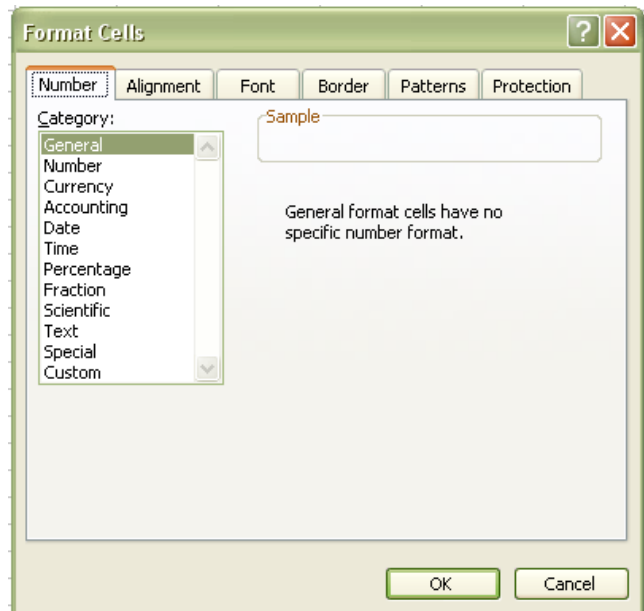 Format Cells
Number Alignment Font Border Patterns Protection
Category:
General
Number
Currency
Accounting
Date
Time
Percentage
Fraction
Scientific
Text
Special
Custom
Sample
General format cells have no
specific number format.
OK Cancel